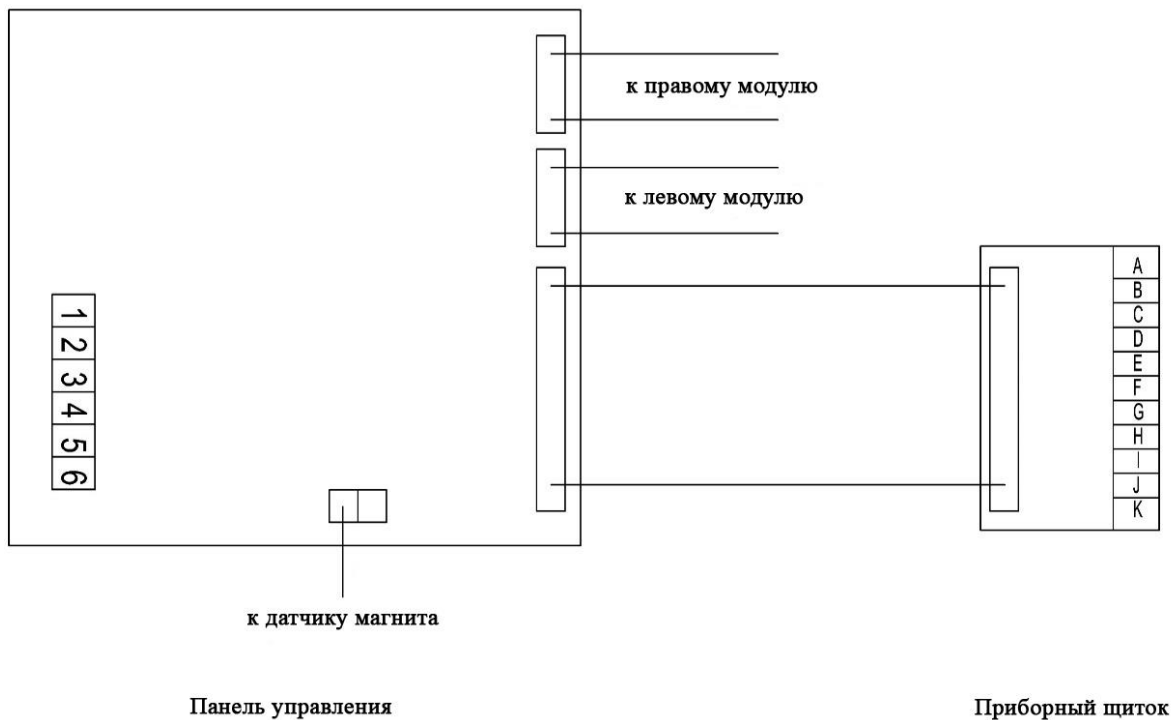 к правому модулю
к левому модулю
A
B
C
D
E
F
G
H
I
J
K
1
2
3
4
5
6
к датчику магнита
Панель управления
Приборный щиток